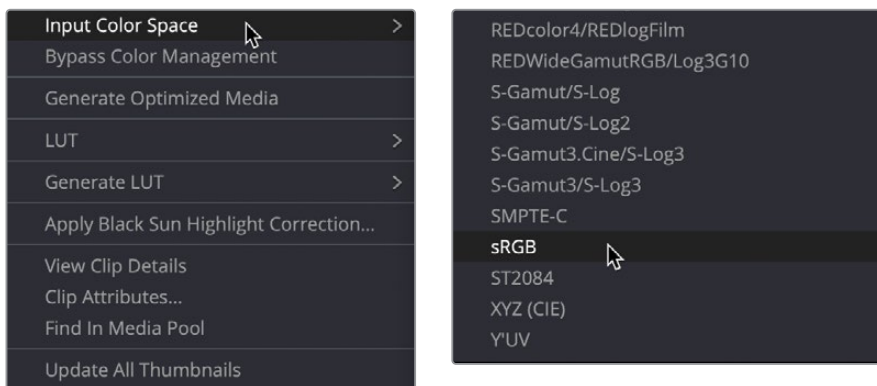 Input Color Space
Bypass Color Management
Generate Optimized Media
LUT
Generate LUT
Apply Black Sun Highlight Correction...
View Clip Details
Clip Attributes...
Find In Media Pool
Update All Thumbnails
REDcolor4/REDlogFilm
REDWideGamutRGB/Log3G10
S-Gamut/S-Log
S-Gamut/S-Log2
S-Gamut3.Cine/S-Log3
S-Gamut3/S-Log3
SMPTE-C
sRGB
ST2084
XYZ (CIE)
Y'UV